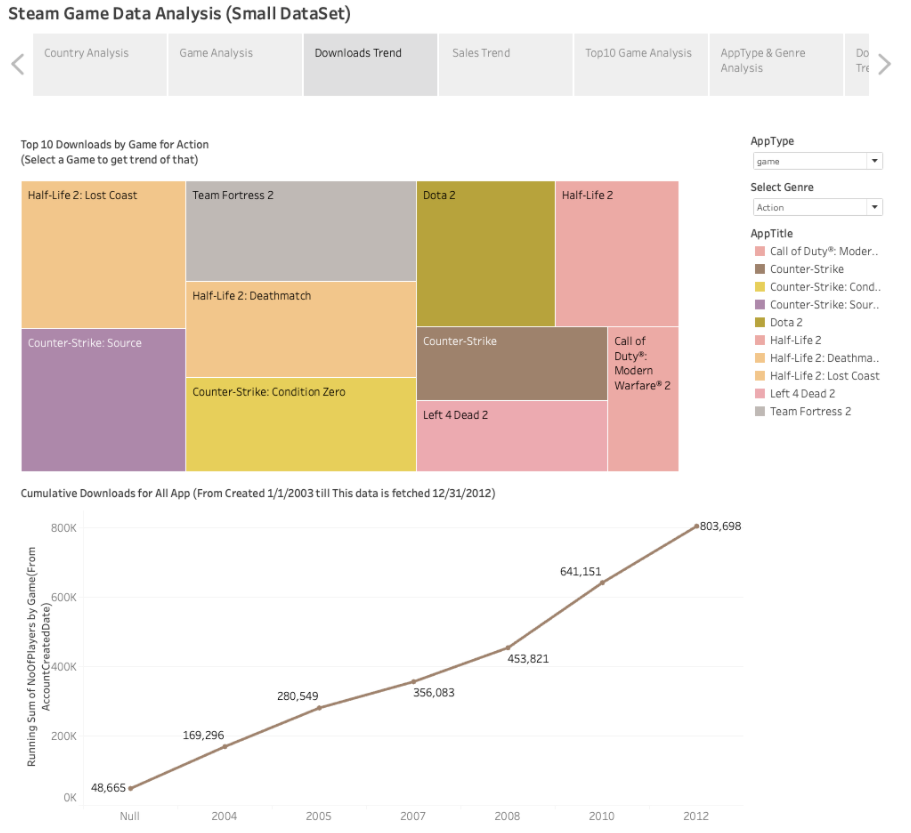 Steam Game Data Analysis (Small DataSet)
Country Analysis
Game Analysis
Downloads Trend
Sales Trend
Top10 Game Analysis
AppType & Genre
Analysis
Do
Tre
Top 10 Downloads by Game for Action
(Select a Game to get trend of that)
Half-Life 2: Lost Coast
Team Fortress 2
Dota 2
Half-Life 2
Half-Life 2: Deathmatch
Counter-Strike: Source
Counter-Strike
Call of
Duty®:
Modern
Warfare® 2
Counter-Strike: Condition Zero
Left 4 Dead 2
AppType
game
Select Genre
Action
AppTitle
Call of Duty®: Moder..
Counter-Strike
Counter-Strike: Cond..
Counter-Strike: Sour..
Dota 2
Half-Life 2
Half-Life 2: Deathma..
Half-Life 2: Lost Coast
Left 4 Dead 2
Team Fortress 2
Cumulative Downloads for All App (From Created 1/1/2003 till This data is fetched 12/31/2012)
Running Sum of NoOfPlayers by Game(From
AccountCreatedDate)
800K
600K
400K
200K
0K
48,665
169,296
280,549
356,083
453,821
641,151
803,698
Null
2004
2005
2007
2008
2010
2012